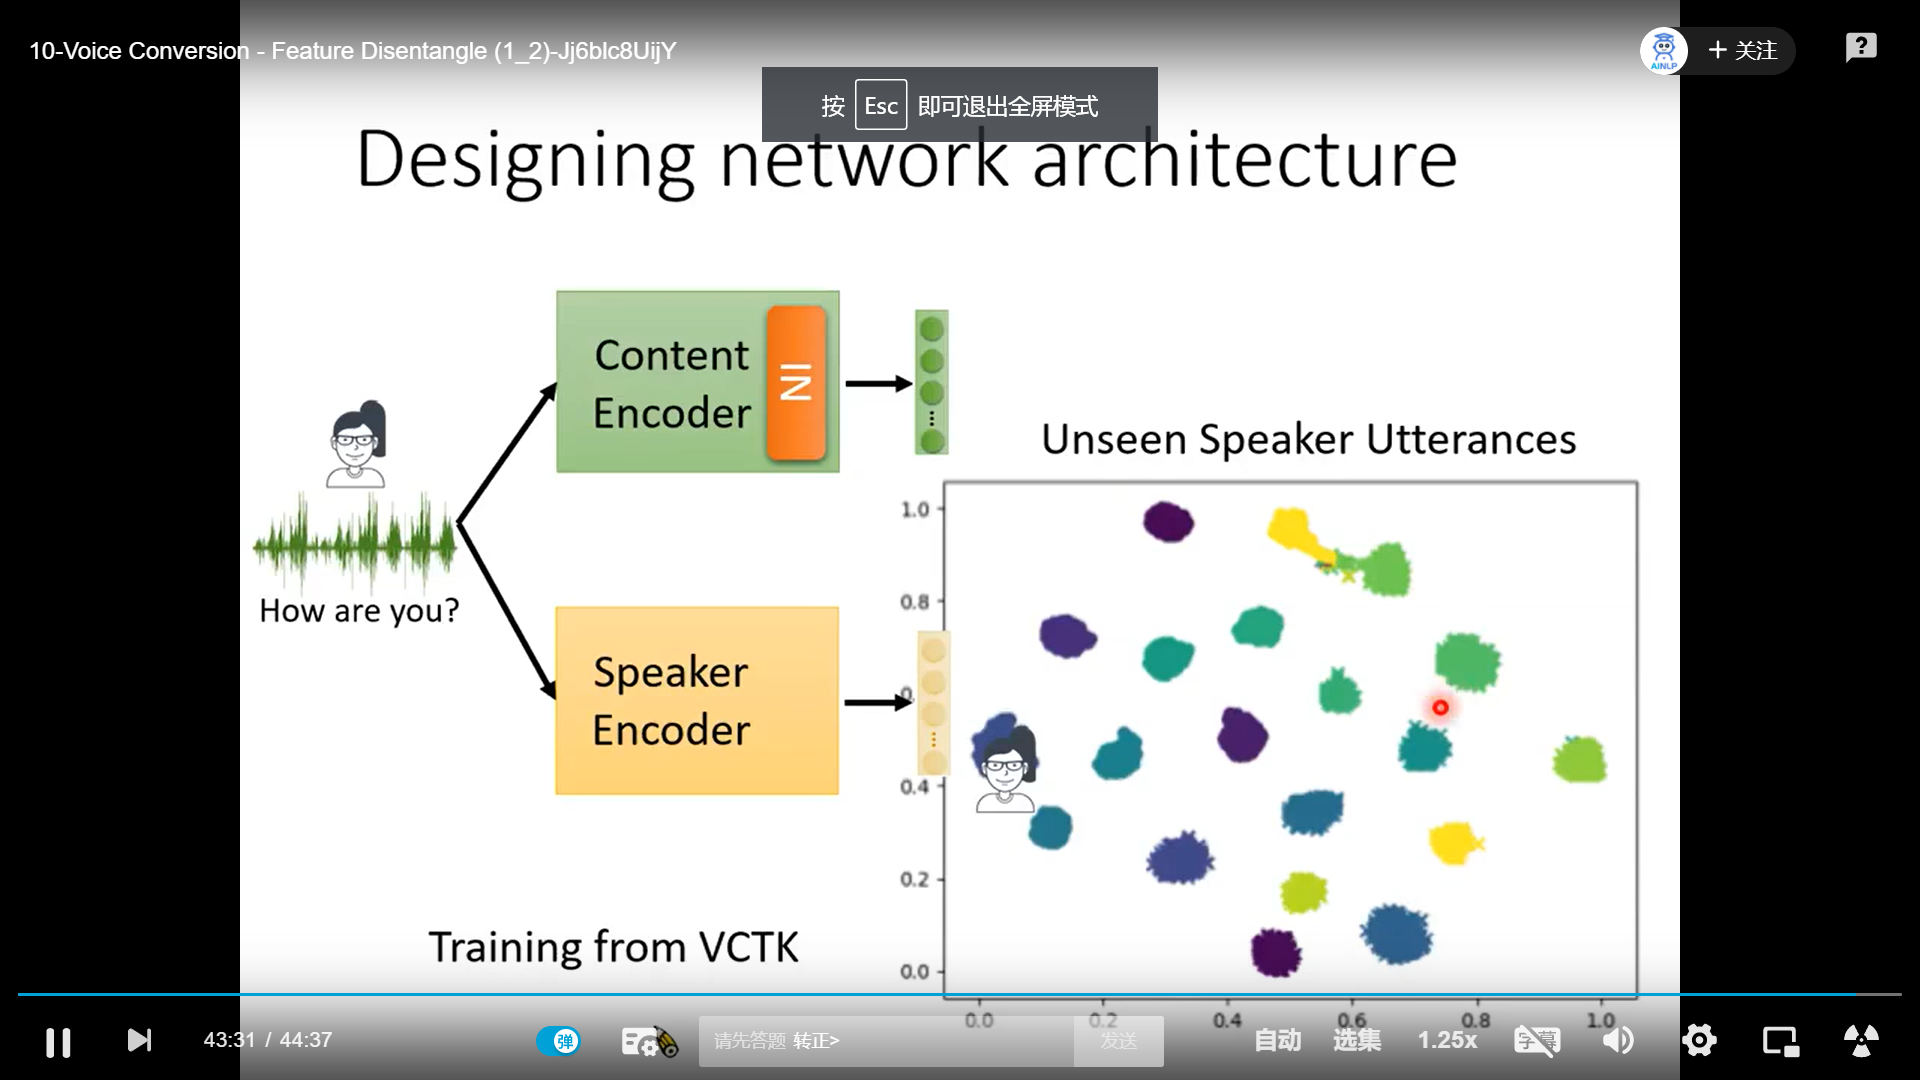 10-Voice Conversion - Feature Disentangle (1_2)-Jj6blc8UijY
AINLP
+ 关注
?
按 Esc 即可退出全屏模式
Designing network architecture
Content
Encoder
IN
How are you?
Speaker
Encoder
Unseen Speaker Utterances
1.0
0.8
0.4
0.2
0.0
0.0 0.2 0.4 0.6 0.8 1.0
Training from VCTK
43:31 / 44:37
弹
请先答题 转正>
发送
自动
选集
1.25x
字幕